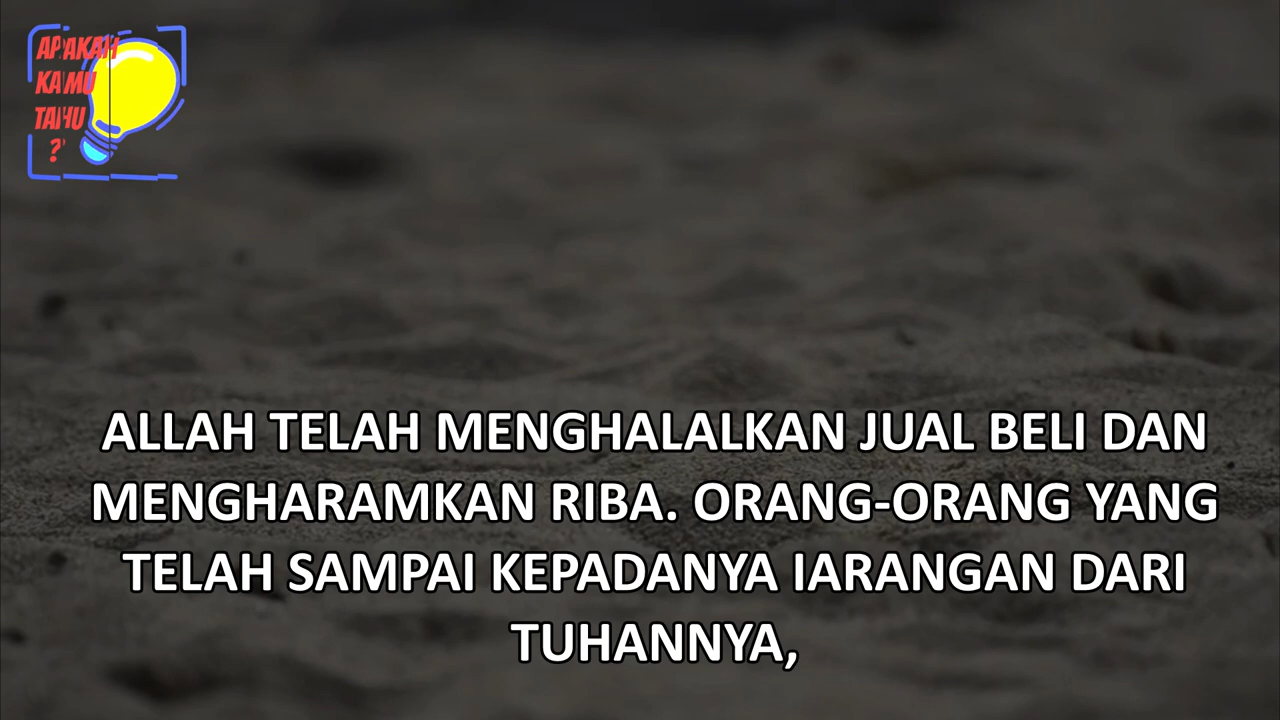 APAKAH
KAMU
TAHU
?
ALLAH TELAH MENGHALALKAN JUAL BELI DAN
MENGHARAMKAN RIBA. ORANG-ORANG YANG
TELAH SAMPAI KEPADANYA IARANGAN DARI
TUHANNYA,